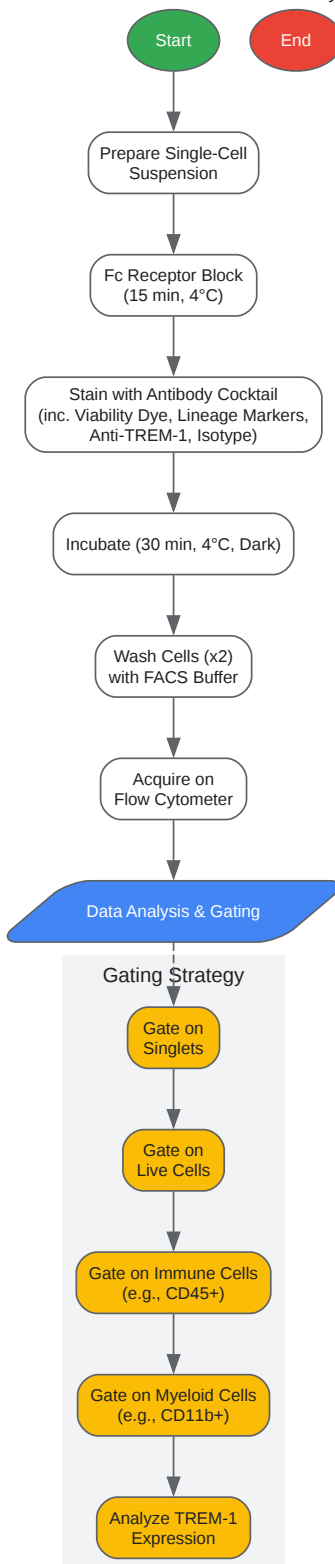 Start
End
Prepare Single-Cell
Suspension
Fc Receptor Block
(15 min, 4°C)
Stain with Antibody Cocktail
(inc. Viability Dye, Lineage Markers,
Anti-TREM-1, Isotype)
Incubate (30 min, 4°C, Dark)
Wash Cells (x2)
with FACS Buffer
Acquire on
Flow Cytometer
Data Analysis & Gating
Gating Strategy
Gate on
Singlets
Gate on
Live Cells
Gate on Immune Cells
(e.g., CD45+)
Gate on Myeloid Cells
(e.g., CD11b+)
Analyze TREM-1
Expression